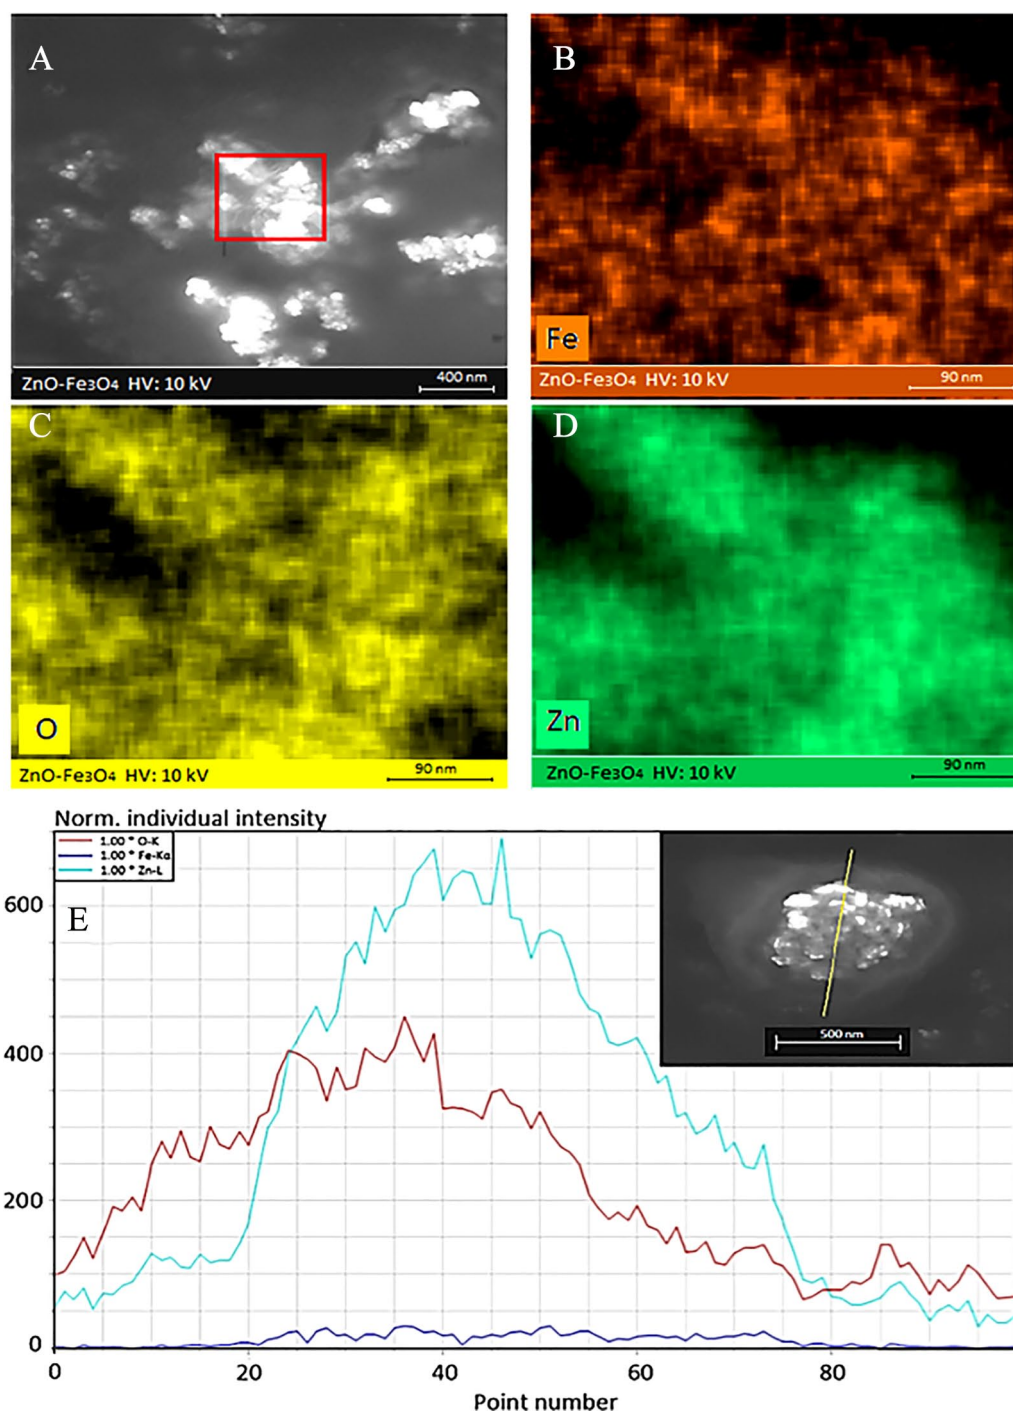 A
ZnO-Fe3O4 HV: 10 kV
400 nm
B
Fe
ZnO-Fe3O4 HV: 10 kV
90 nm
C
O
ZnO-Fe3O4 HV: 10 kV
90 nm
D
Zn
ZnO-Fe3O4 HV: 10 kV
90 nm
Norm. individual intensity
1.00 * O-K
1.00 * Fe-Ka
1.00 * Zn-L
E
600
400
200
0
500 nm
0 20 40 60 80
Point number